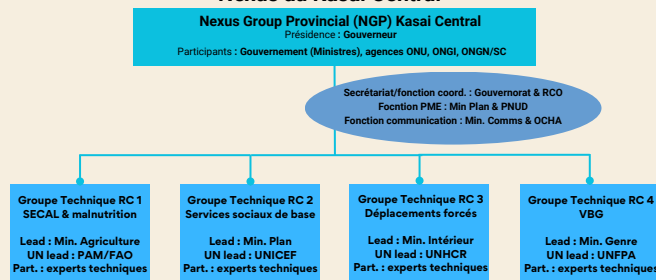 Nexus Group Provincial (NGP) Kasai Central
Présidence : Gouverneur
Participants : Gouvernement (Ministres), agences ONU, ONGI, ONGN/SC
Secrétariat/fonction coord. : Gouvernorat & RCO
Focntion PME : Min Plan & PNUD
Fonction communication : Min. Comms & OCHA
Groupe Technique RC 1
SECAL & malnutrition
Lead : Min. Agriculture
UN lead : PAM/FAO
Part. : experts techniques
Groupe Technique RC 2
Services sociaux de base
Lead : Min. Plan
UN lead : UNICEF
Part. : experts techniques
Groupe Technique RC 3
Déplacements forcés
Lead : Min. Intérieur
UN lead : UNHCR
Part. : experts techniques
Groupe Technique RC 4
VBG
Lead : Min. Genre
UN lead : UNFPA
Part. : experts techniques